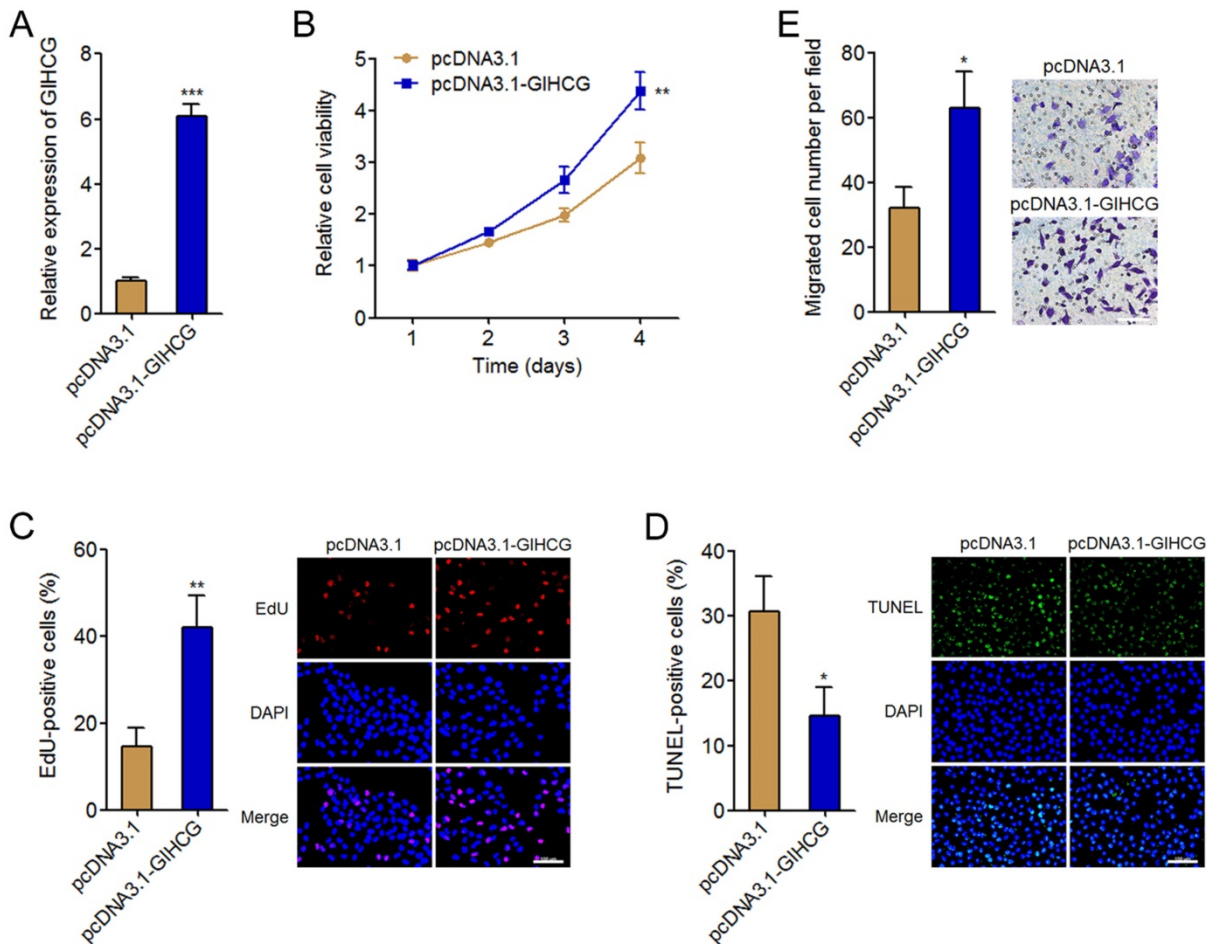 A
Relative expression of GIHCG
8
6
4
2
0
***
pcDNA3.1
pcDNA3.1-GIHCG
B
Relative cell viability
5
4
3
2
1
0
pcDNA3.1
pcDNA3.1-GIHCG
**
1 2 3 4
Time (days)
E
Migrated cell number per field
80
60
40
20
0
*
pcDNA3.1
pcDNA3.1-GIHCG
pcDNA3.1
pcDNA3.1-GIHCG
C
EdU-positive cells (%)
60
40
20
0
**
pcDNA3.1
pcDNA3.1-GIHCG
pcDNA3.1 pcDNA3.1-GIHCG
EdU
DAPI
Merge
D
TUNEL-positive cells (%)
40
30
20
10
0
*
pcDNA3.1
pcDNA3.1-GIHCG
pcDNA3.1 pcDNA3.1-GIHCG
TUNEL
DAPI
Merge